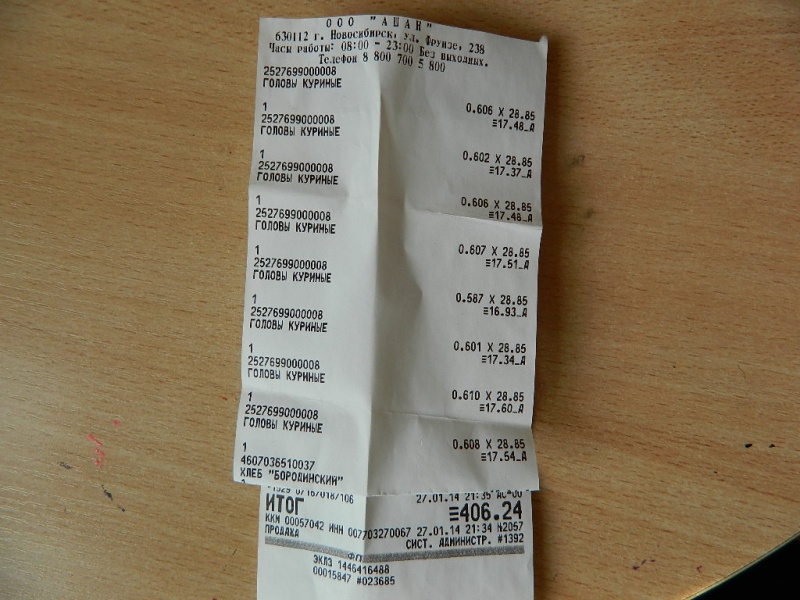 ООО "АШАН"
630112 г. Новосибирск, ул. Фрунзе, 238
Часы работы: 08:00 - 23:00 Без выходных.
Телефон 8 800 700 5 800
2527699000008
ГОЛОВЫ КУРИНЫЕ
1 0.606 X 28.85
2527699000008 ≡17.48_А
ГОЛОВЫ КУРИНЫЕ
1 0.602 X 28.85
2527699000008 ≡17.37_А
ГОЛОВЫ КУРИНЫЕ
1 0.606 X 28.85
2527699000008 ≡17.48_А
ГОЛОВЫ КУРИНЫЕ
1 0.607 X 28.85
2527699000008 ≡17.51_А
ГОЛОВЫ КУРИНЫЕ
1 0.587 X 28.85
2527699000008 ≡16.93_А
ГОЛОВЫ КУРИНЫЕ
1 0.601 X 28.85
2527699000008 ≡17.34_А
ГОЛОВЫ КУРИНЫЕ
1 0.610 X 28.85
2527699000008 ≡17.60_А
ГОЛОВЫ КУРИНЫЕ
1 0.608 X 28.85
4607036510037 ≡17.54_А
ХЛЕБ "БОРОДИНСКИЙ"
27.01.14 21:35
ИТОГ ≡406.24
ККМ 00057042 ИНН 007703270067 27.01.14 21:34 №2057
ПРОДАЖА СИСТ. АДМИНИСТР. #1392
ФП
ЭКЛЗ 1446416488
00015847 #023685